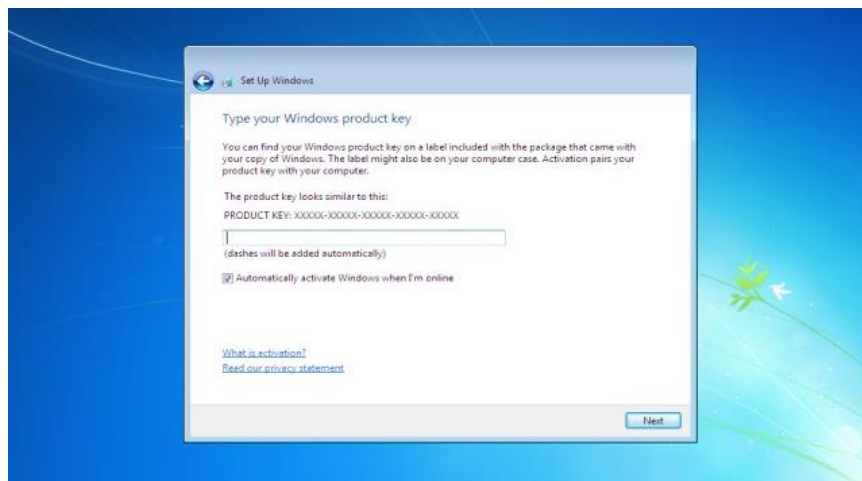 Set Up Windows
Type your Windows product key
You can find your Windows product key on a label included with the package that came with
your copy of Windows. The label might also be on your computer case. Activation pairs your
product key with your computer.
The product key looks similar to this:
PRODUCT KEY: XXXXX-XXXXX-XXXXX-XXXXX-XXXXX
(dashes will be added automatically)
Automatically activate Windows when I'm online
What is activation?
Read our privacy statement
Next